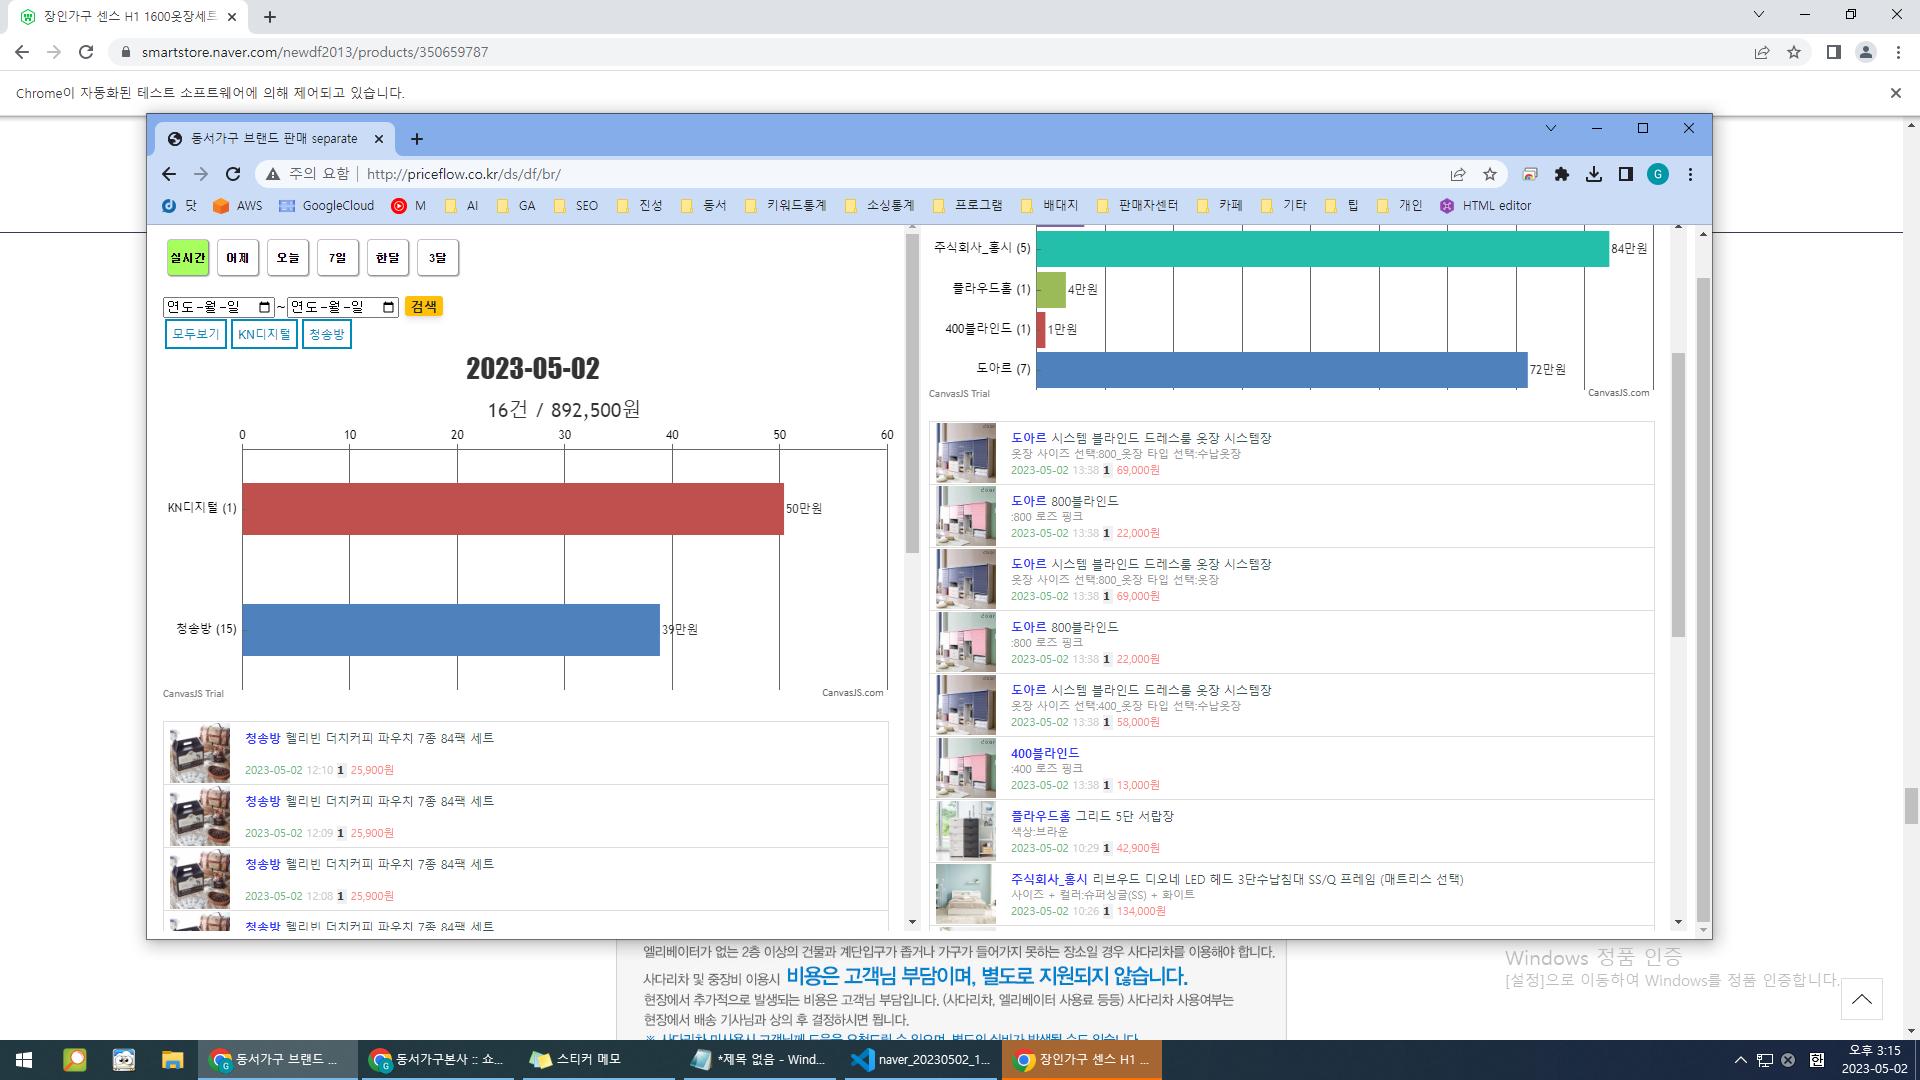 장인가구 센스 H1 1600옷장세트
smartstore.naver.com/newdf2013/products/350659787
Chrome이 자동화된 테스트 소프트웨어에 의해 제어되고 있습니다.
동서가구 브랜드 판매 separate
주의 요함 http://priceflow.co.kr/ds/df/br/
G
닷 AWS GoogleCloud M AI GA SEO 진성 동서 키워드통계 소싱통계 프로그램 배대지 판매자센터 카페 기타 팁 개인 HTML editor
실시간 어제 오늘 7일 한달 3달
연도-월-일 ~ 연도-월-일 검색
모두보기 KN디지털 청송방
2023-05-02
16건 / 892,500원
0 10 20 30 40 50 60
KN디지털 (1) 50만원
청송방 (15) 39만원
CanvasJS Trial CanvasJS.com
청송방 헬리빈 더치커피 파우치 7종 84팩 세트
2023-05-02 12:10 1 25,900원
청송방 헬리빈 더치커피 파우치 7종 84팩 세트
2023-05-02 12:09 1 25,900원
청송방 헬리빈 더치커피 파우치 7종 84팩 세트
2023-05-02 12:08 1 25,900원
청송방 헬리빈 더치커피 파우치 7종 84팩 세트
주식회사_홍시 (5) 84만원
플라우드홈 (1) 4만원
400블라인드 (1) 1만원
도아르 (7) 72만원
CanvasJS Trial CanvasJS.com
도아르 시스템 블라인드 드레스룸 옷장 시스템장
옷장 사이즈 선택:800_옷장 타입 선택:수납옷장
2023-05-02 13:38 1 69,000원
도아르 800블라인드
:800 로즈 핑크
2023-05-02 13:38 1 22,000원
도아르 시스템 블라인드 드레스룸 옷장 시스템장
옷장 사이즈 선택:800_옷장 타입 선택:옷장
2023-05-02 13:38 1 69,000원
도아르 800블라인드
:800 로즈 핑크
2023-05-02 13:38 1 22,000원
도아르 시스템 블라인드 드레스룸 옷장 시스템장
옷장 사이즈 선택:400_옷장 타입 선택:수납옷장
2023-05-02 13:38 1 58,000원
400블라인드
:400 로즈 핑크
2023-05-02 13:38 1 13,000원
플라우드홈 그리드 5단 서랍장
색상:브라운
2023-05-02 10:29 1 42,900원
주식회사_홍시 리브우드 디오네 LED 헤드 3단수납침대 SS/Q 프레임 (매트리스 선택)
사이즈 + 컬러:슈퍼싱글(SS) + 화이트
2023-05-02 10:26 1 134,000원
엘리베이터가 없는 2층 이상의 건물과 계단입구가 좁거나 가구가 들어가지 못하는 장소일 경우 사다리차를 이용해야 합니다.
사다리차 및 중장비 이용시 비용은 고객님 부담이며, 별도로 지원되지 않습니다.
현장에서 추가적으로 발생되는 비용은 고객님 부담입니다. (사다리차, 엘리베이터 사용료 등등) 사다리차 사용여부는
현장에서 배송 기사님과 상의 후 결정하시면 됩니다.
Windows 정품 인증
[설정]으로 이동하여 Windows를 정품 인증합니다.
동서가구 브랜드 ... 동서가구본사 :: 쇼... 스티커 메모 *제목 없음 - Wind... naver_20230502_1... 장인가구 센스 H1 ...
한
오후 3:15
2023-05-02